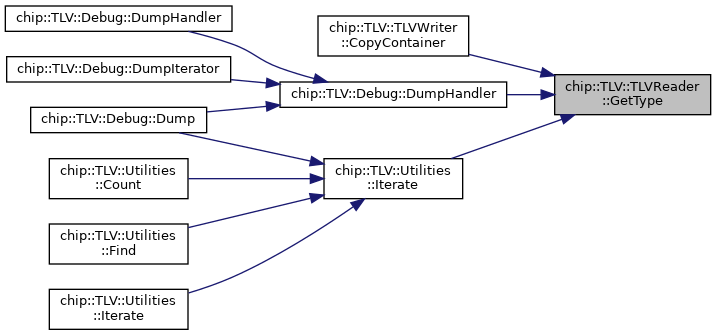 chip::TLV::Debug::DumpHandler
chip::TLV::Debug::DumpIterator
chip::TLV::Debug::Dump
chip::TLV::Utilities
::Count
chip::TLV::Utilities
::Find
chip::TLV::Utilities
::Iterate
chip::TLV::TLVWriter
::CopyContainer
chip::TLV::Debug::DumpHandler
chip::TLV::Utilities
::Iterate
chip::TLV::TLVReader
::GetType